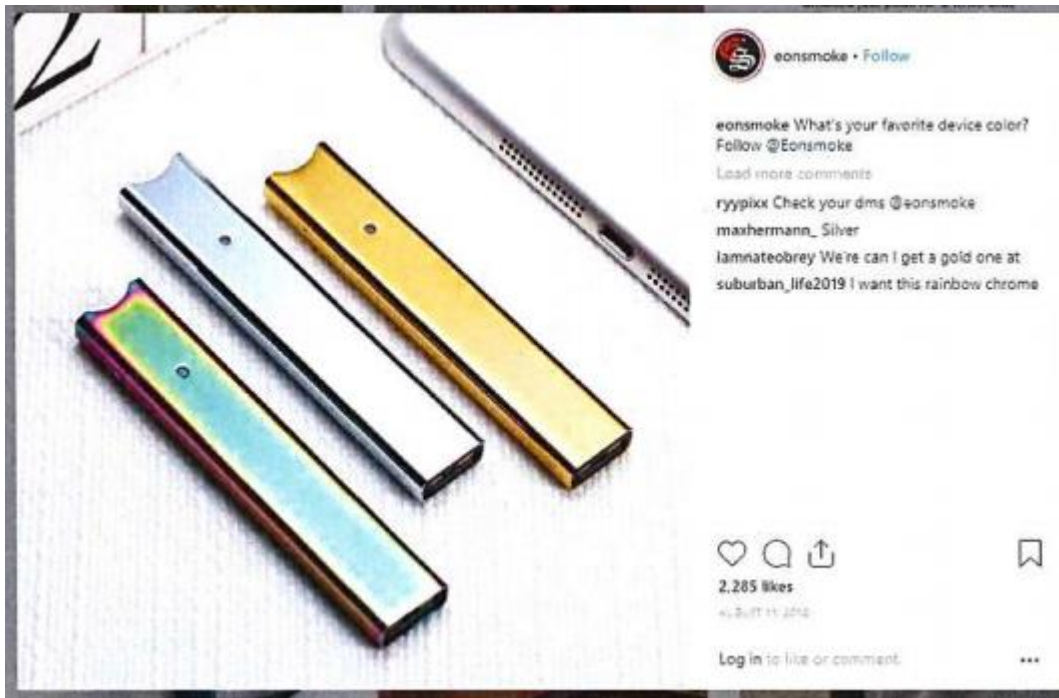 eonsmoke • Follow
eonsmoke What's your favorite device color?
Follow @Eonsmoke
Load more comments
ryypixx Check your dms @eonsmoke
maxhermann_ Silver
iamnateobrey We're can I get a gold one at
suburban_life2019 I want this rainbow chrome
2,285 likes
Log in to like or comment.